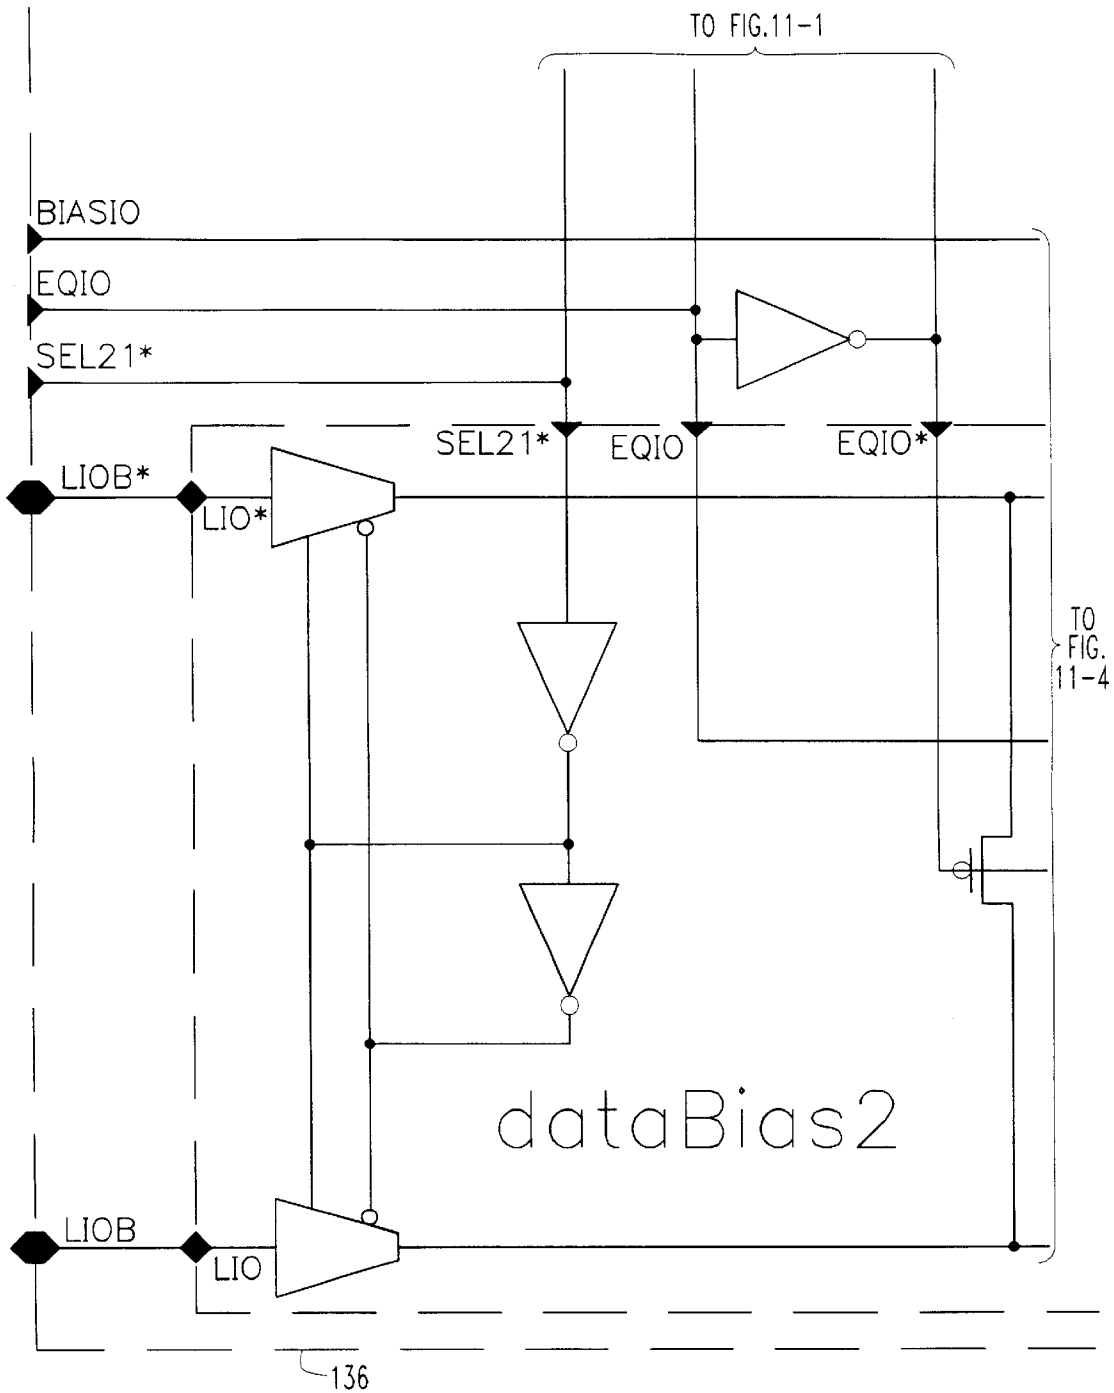 TO FIG.11-1
BIASIO
EQIO
SEL21*
SEL21*
EQIO
EQIO*
LIOB*
LIO*
TO
FIG.
11-4
dataBias2
LIOB
LIO
136